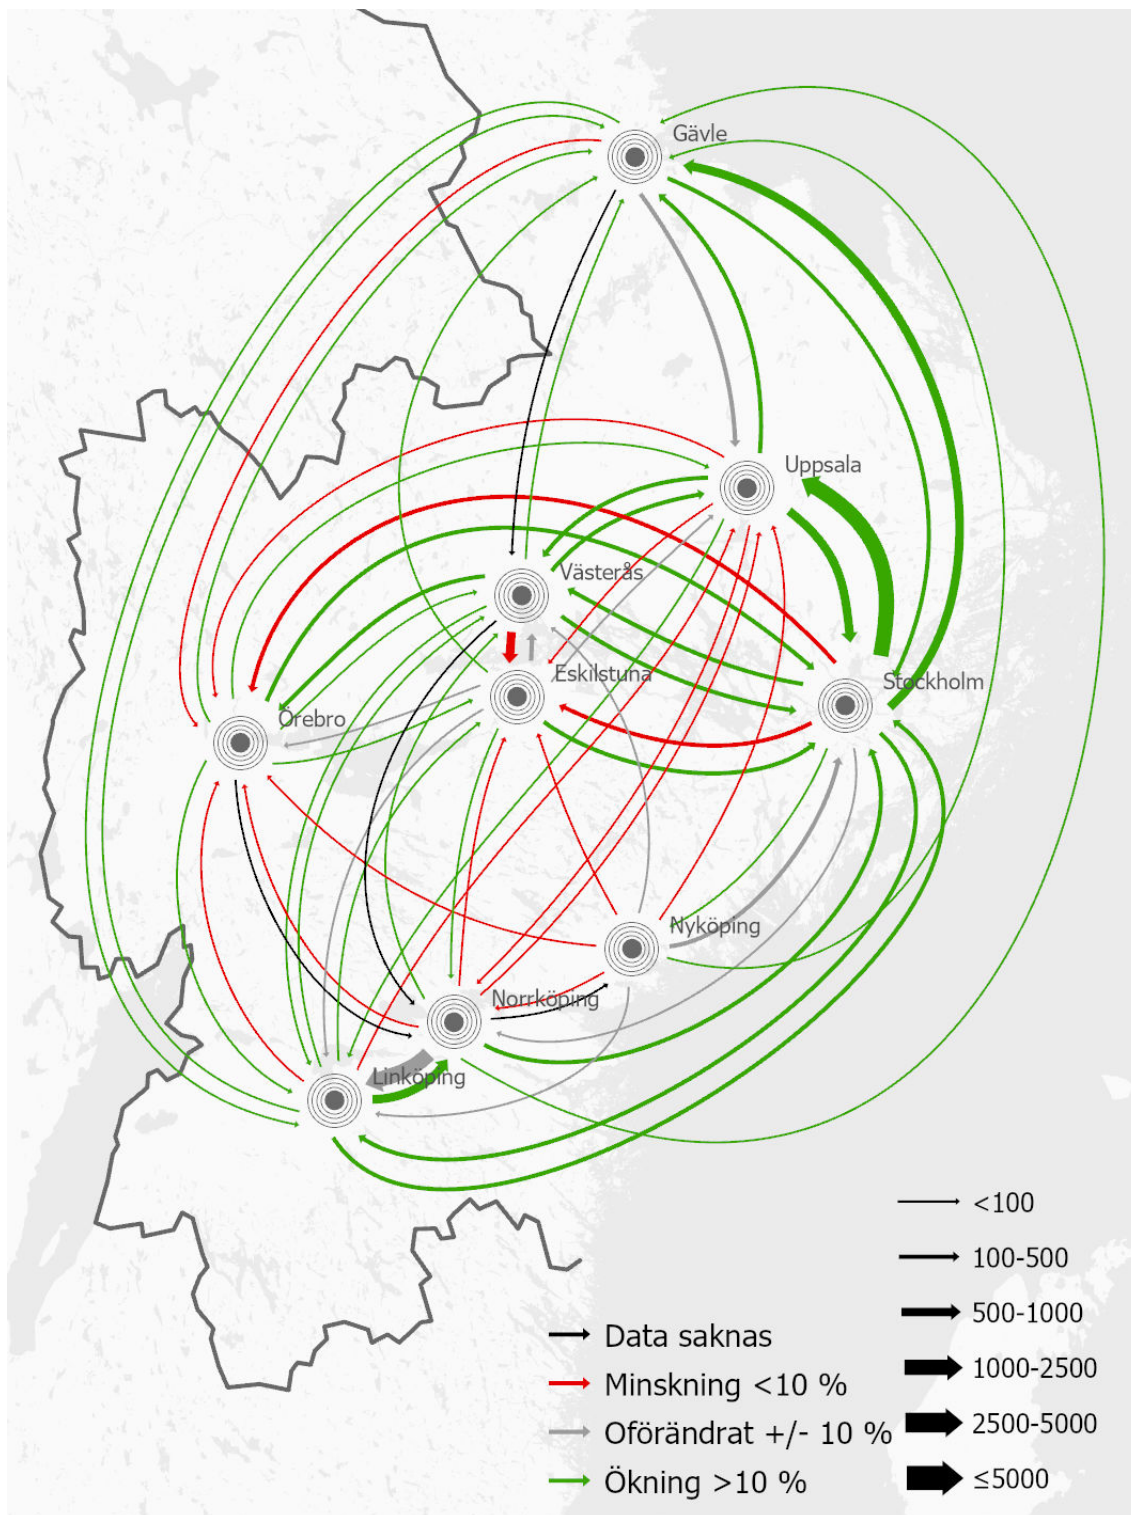 Gävle
Uppsala
Västerås
Eskilstuna
Stockholm
Örebro
Nyköping
Norrköping
Linköping
<100
100-500
500-1000
1000-2500
2500-5000
≤5000
Data saknas
Minskning <10 %
Oförändrat +/- 10 %
Ökning >10 %